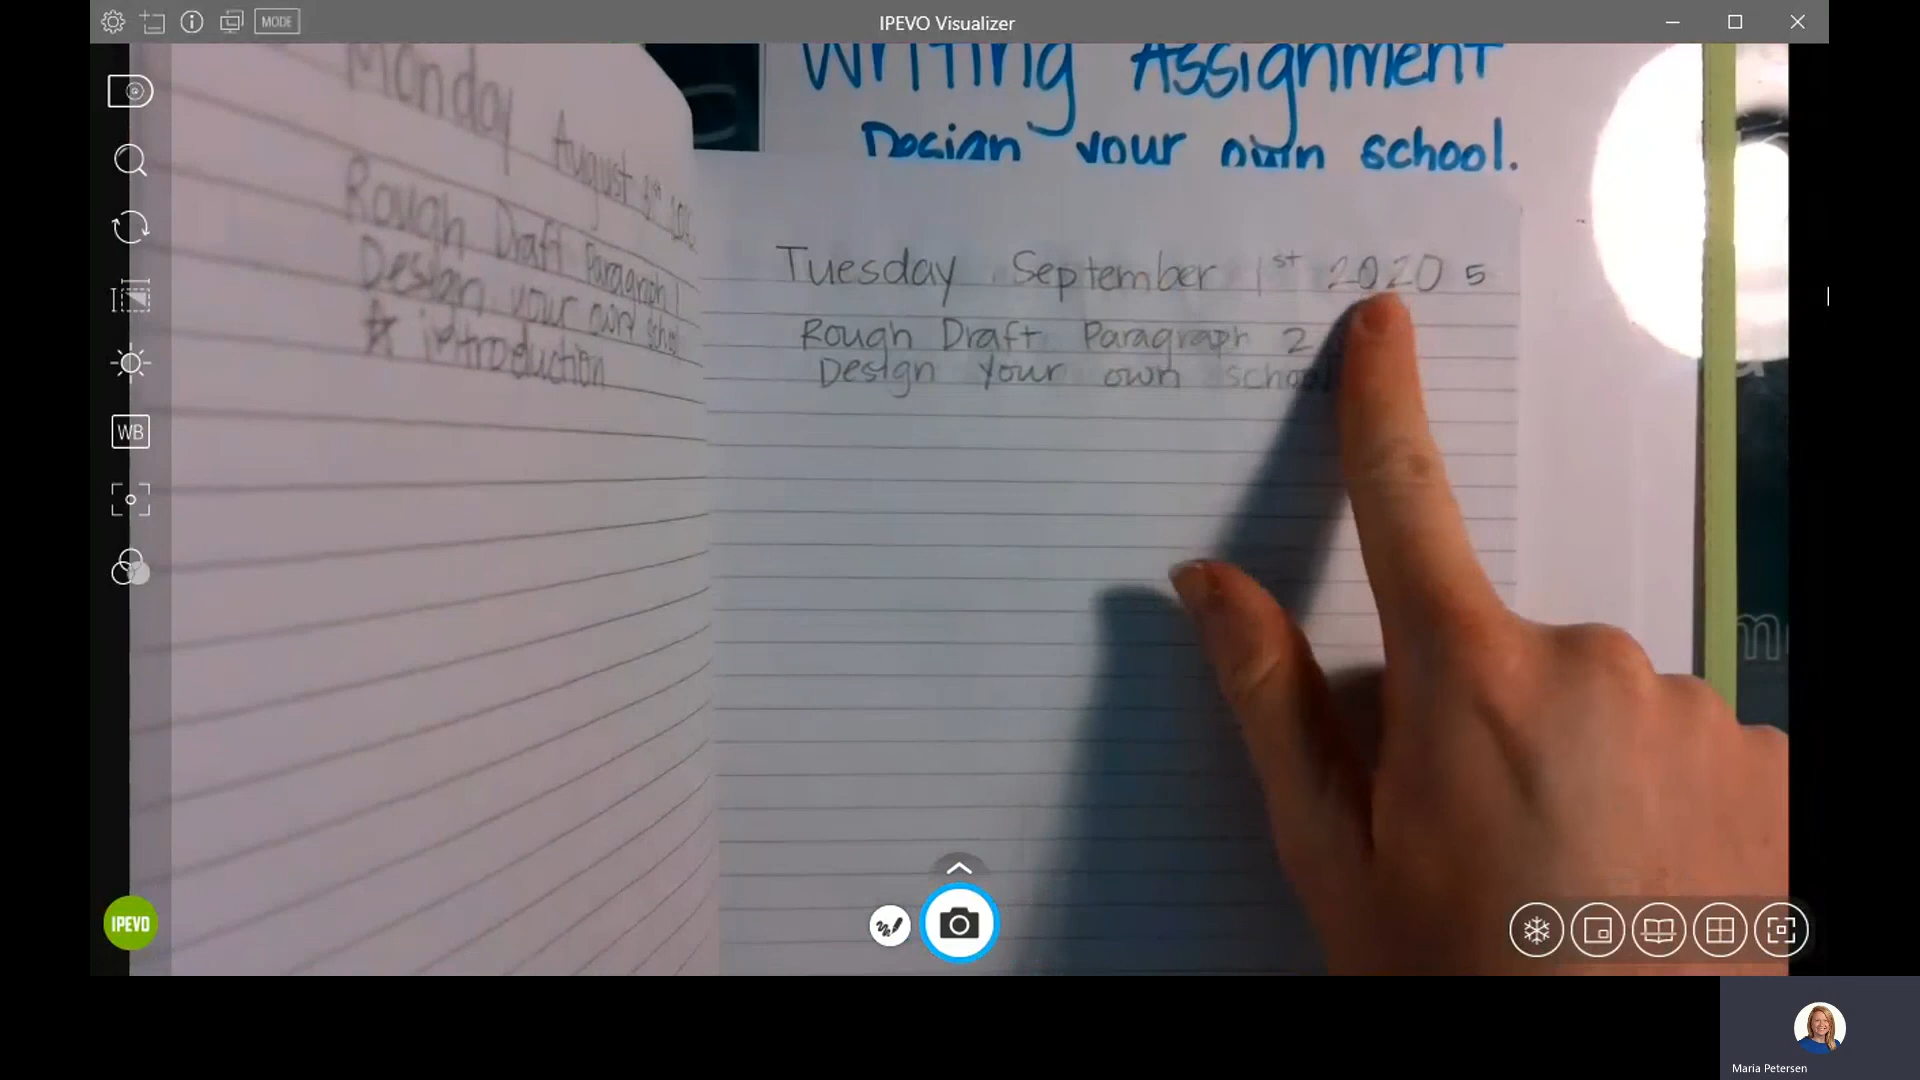 MODE
IPEVO Visualizer
Writing Assignment
Design your own school.
WB
Monday August
Rough Draft Paragraph 1
Design your own school
☆ introduction
Tuesday September 1st 2020 5
Rough Draft Paragraph 2
Design your own school
IPEVO
Maria Petersen